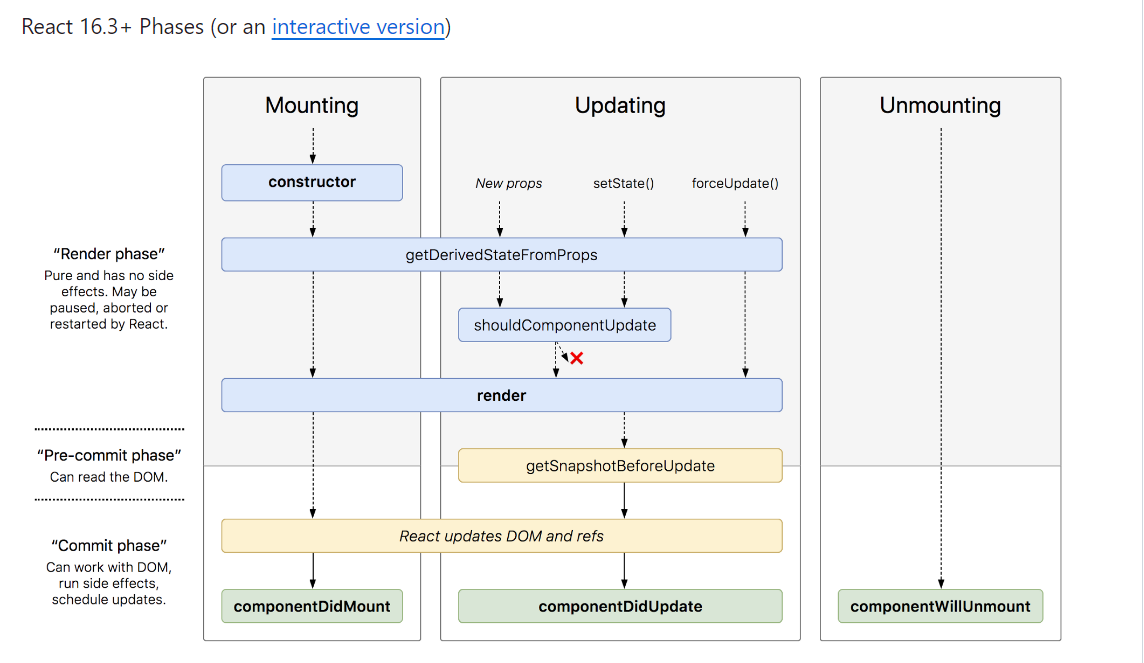 React 16.3+ Phases (or an interactive version)
Mounting
Updating
Unmounting
constructor
New props
setState()
forceUpdate()
“Render phase”
Pure and has no side
effects. May be
paused, aborted or
restarted by React.
getDerivedStateFromProps
shouldComponentUpdate
render
“Pre-commit phase”
Can read the DOM.
getSnapshotBeforeUpdate
“Commit phase”
Can work with DOM,
run side effects,
schedule updates.
React updates DOM and refs
componentDidMount
componentDidUpdate
componentWillUnmount